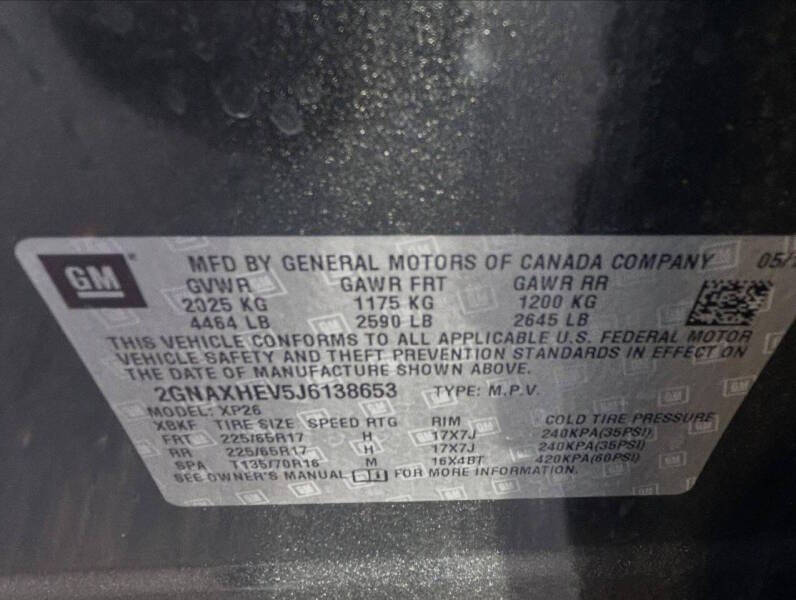 GM
MFD BY GENERAL MOTORS OF CANADA COMPANY 05/
GVWR GAWR FRT GAWR RR
2025 KG 1175 KG 1200 KG
4464 LB 2590 LB 2645 LB
THIS VEHICLE CONFORMS TO ALL APPLICABLE U.S. FEDERAL MOTOR
VEHICLE SAFETY AND THEFT PREVENTION STANDARDS IN EFFECT ON
THE DATE OF MANUFACTURE SHOWN ABOVE.
2GNAXHEV5J6138653 TYPE: M.P.V.
MODEL: XP26
XBKF TIRE SIZE SPEED RTG RIM COLD TIRE PRESSURE
FRT 225/65R17 H 17X7J 240KPA(35PSI)
RR 225/65R17 H 17X7J 240KPA(35PSI)
SPA T135/70R16 M 16X4BT 420KPA(60PSI)
SEE OWNER'S MANUAL FOR MORE INFORMATION.